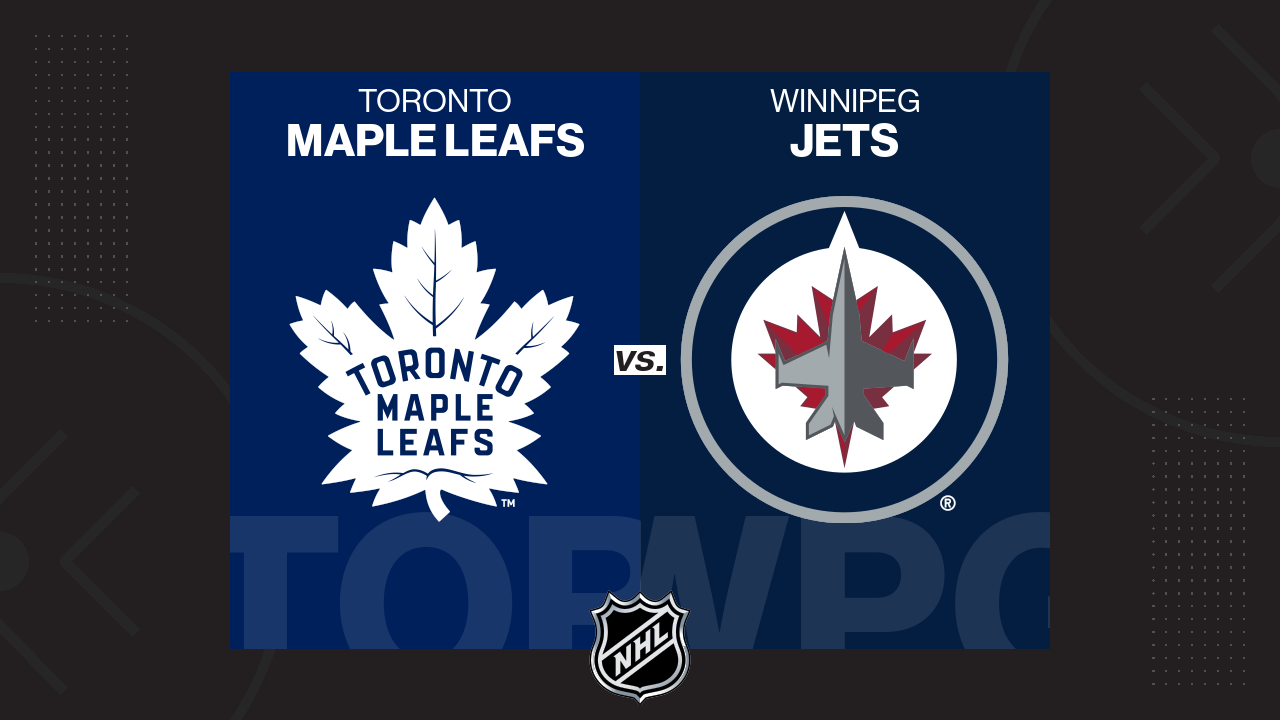 TORONTO
MAPLE LEAFS
WINNIPEG
JETS
TORONTO
MAPLE
LEAFS
TM
VS.
®
TOR
WPG
NHL